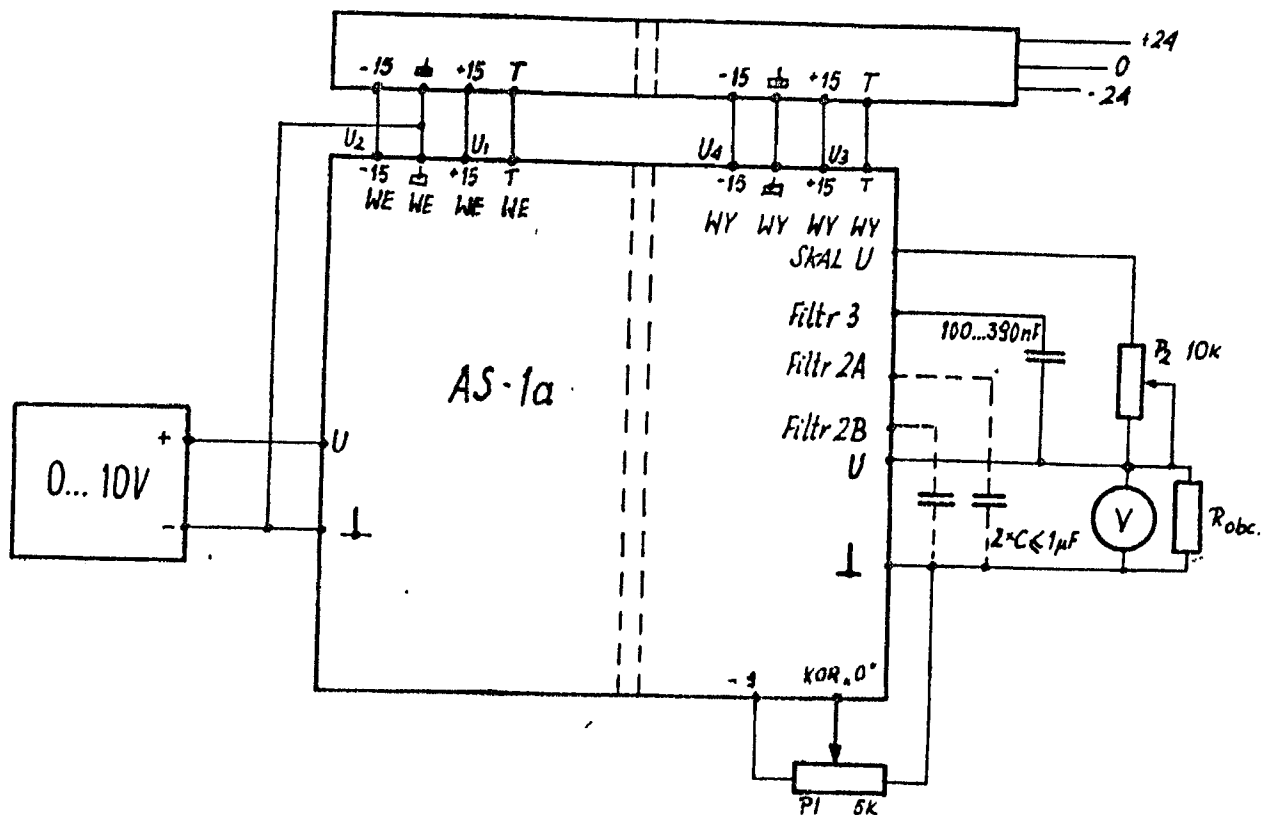 +24
0
-24
-15 +15 T
-15 +15 T
U2 U1
U4 U3
-15 +15 T
WE WE WE WE
-15 +15 T
WY WY WY WY
SKAL U
Filtr 3
100...390nF
P2 10K
Filtr 2A
AS-1a
Filtr 2B
+
U
U
0... 10V
V
Robc.
-
2×C≤1µF
KOR „0"
P1 5K